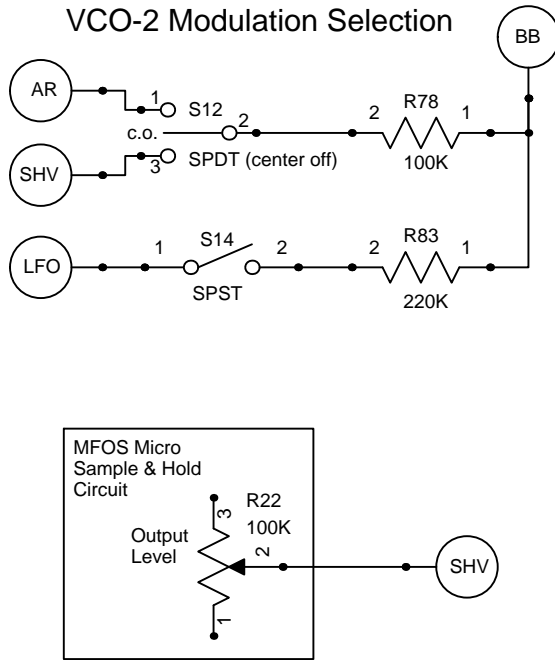 VCO-2 Modulation Selection
BB
AR
1
S12
c.o.
2
2
R78
1
SHV
3
SPDT (center off)
100K
LFO
1
S14
2
2
R83
1
SPST
220K
MFOS Micro
Sample & Hold
Circuit
3
R22
100K
Output
Level
2
SHV
1